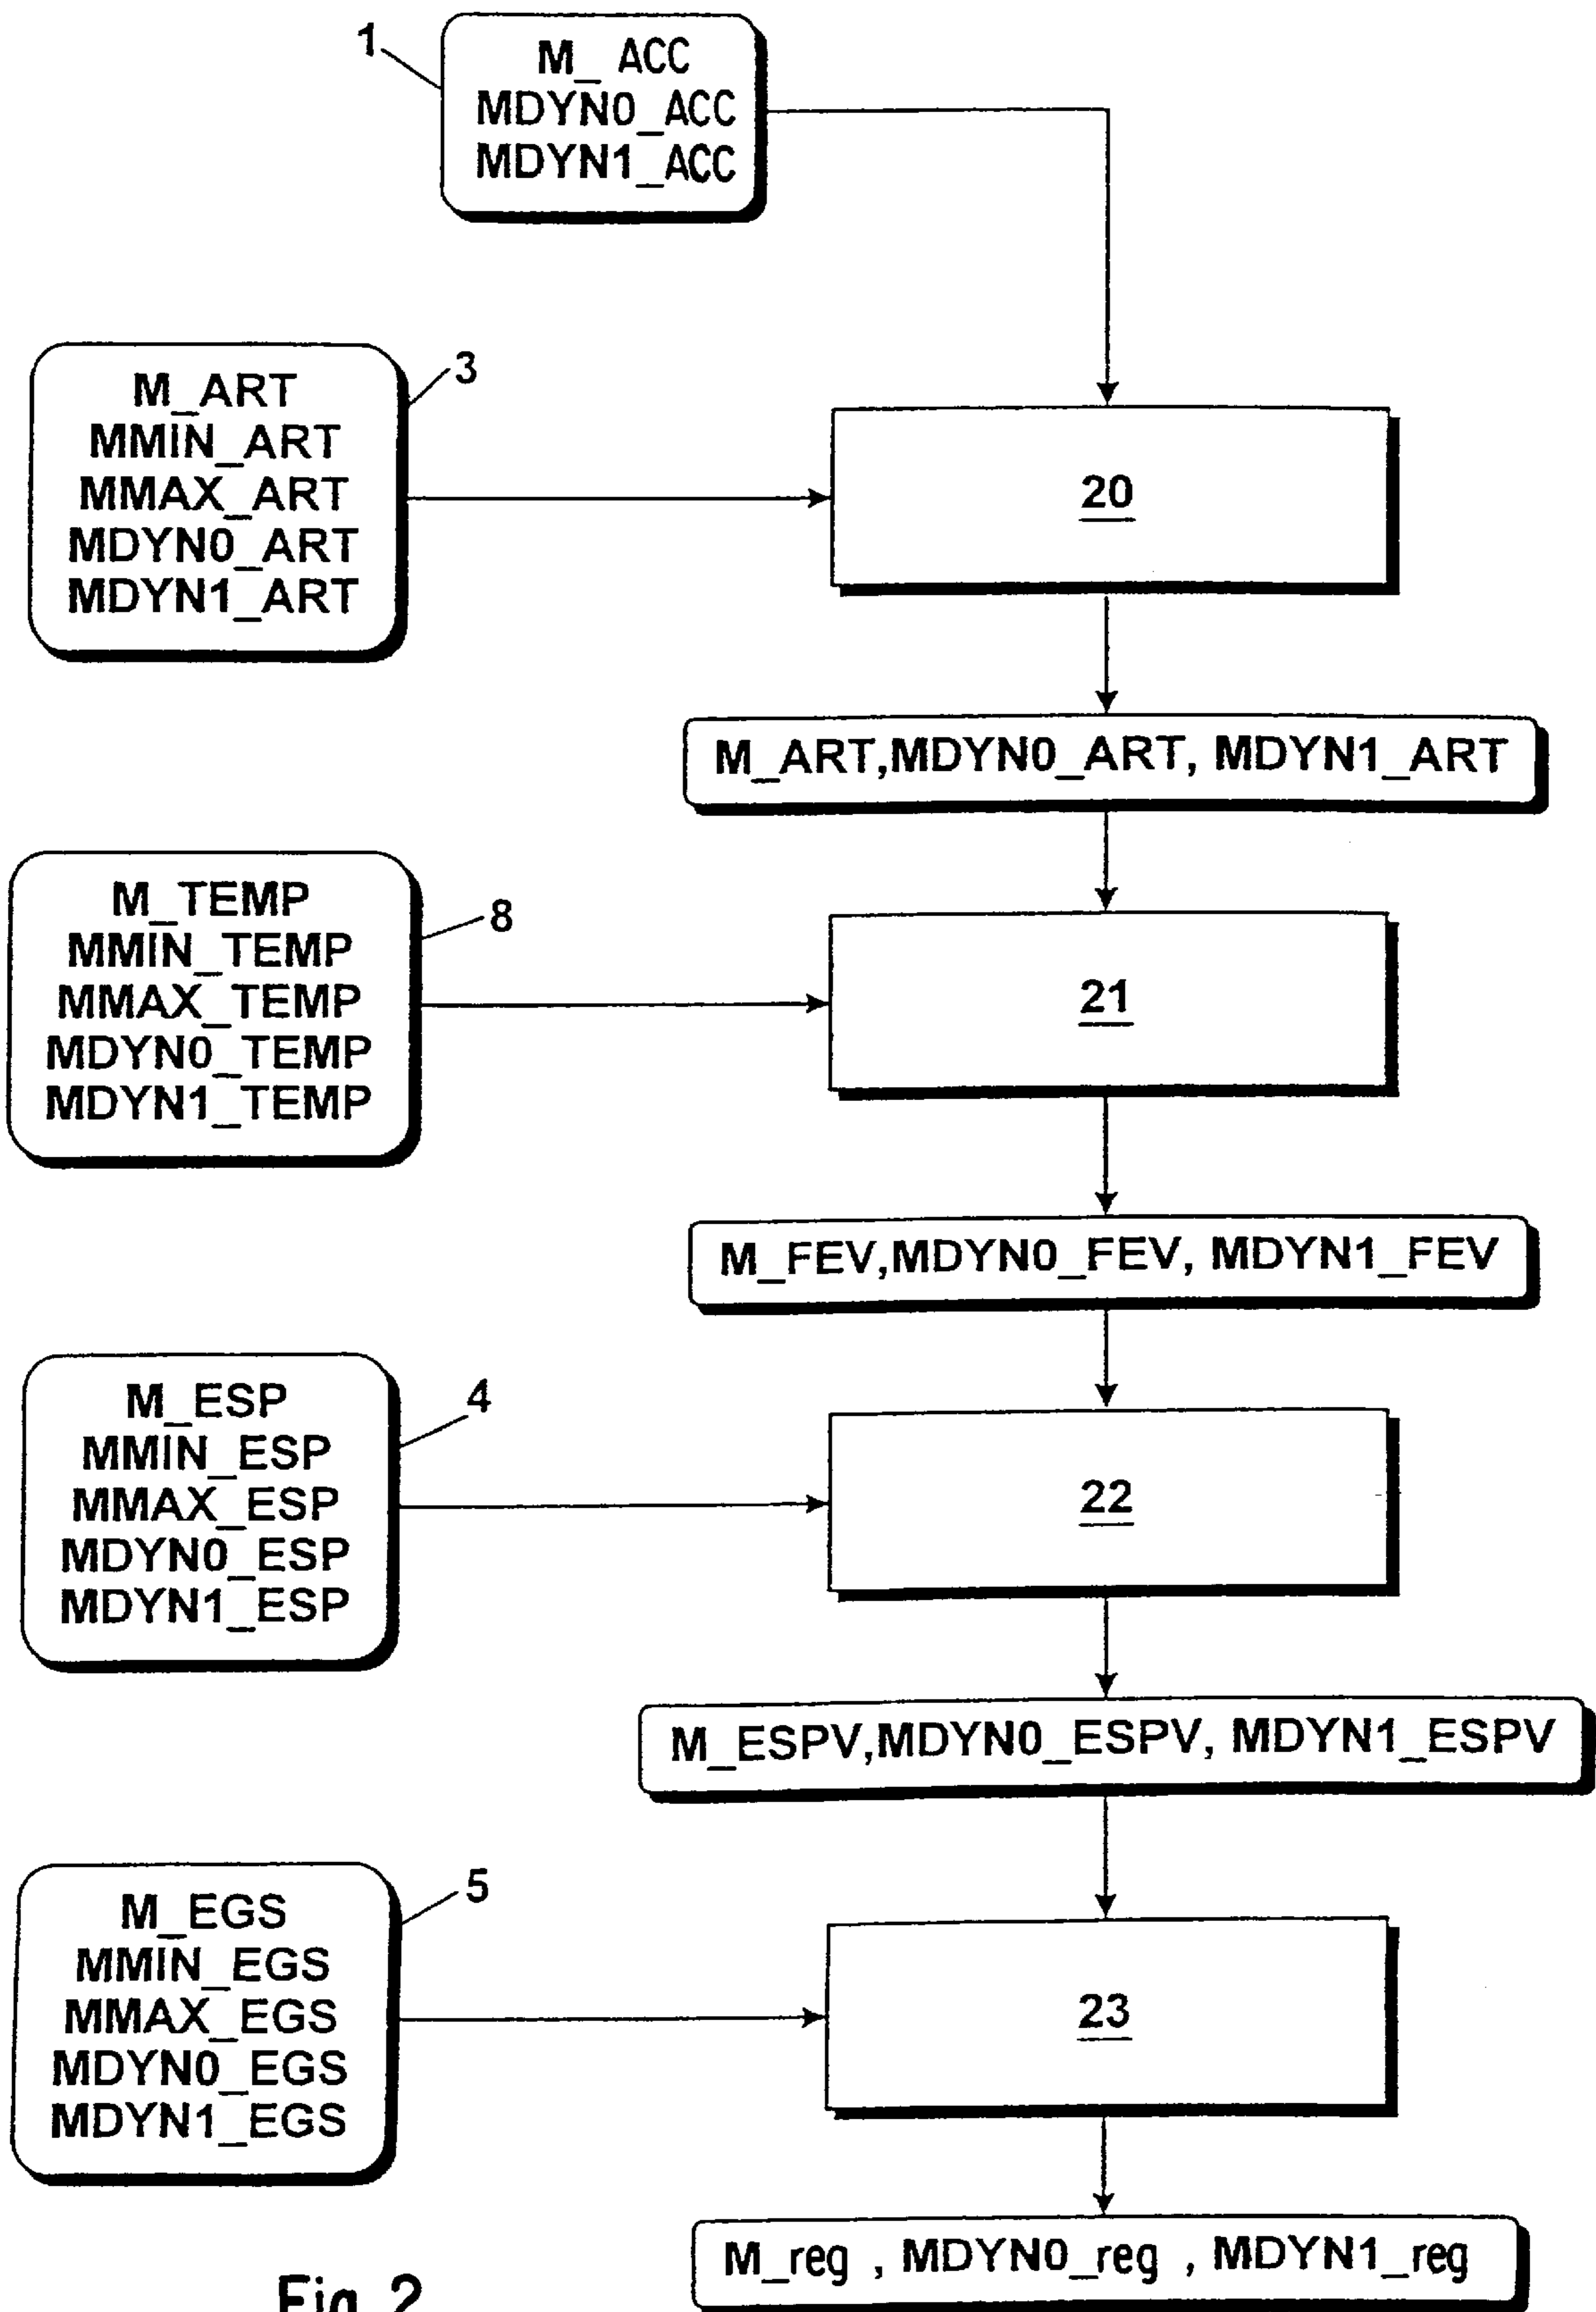 1
M_ ACC
MDYN0_ACC
MDYN1_ACC
3
M_ART
MMIN_ART
MMAX_ART
MDYN0_ART
MDYN1_ART
20
M_ART,MDYN0_ART, MDYN1_ART
8
M_TEMP
MMIN_TEMP
MMAX_TEMP
MDYN0_TEMP
MDYN1_TEMP
21
M_FEV,MDYN0_FEV, MDYN1_FEV
4
M_ESP
MMIN_ESP
MMAX_ESP
MDYN0_ESP
MDYN1_ESP
22
M_ESPV,MDYN0_ESPV, MDYN1_ESPV
5
M_EGS
MMIN_EGS
MMAX_EGS
MDYN0_EGS
MDYN1_EGS
23
M_reg , MDYN0_reg , MDYN1_reg
Fig. 2